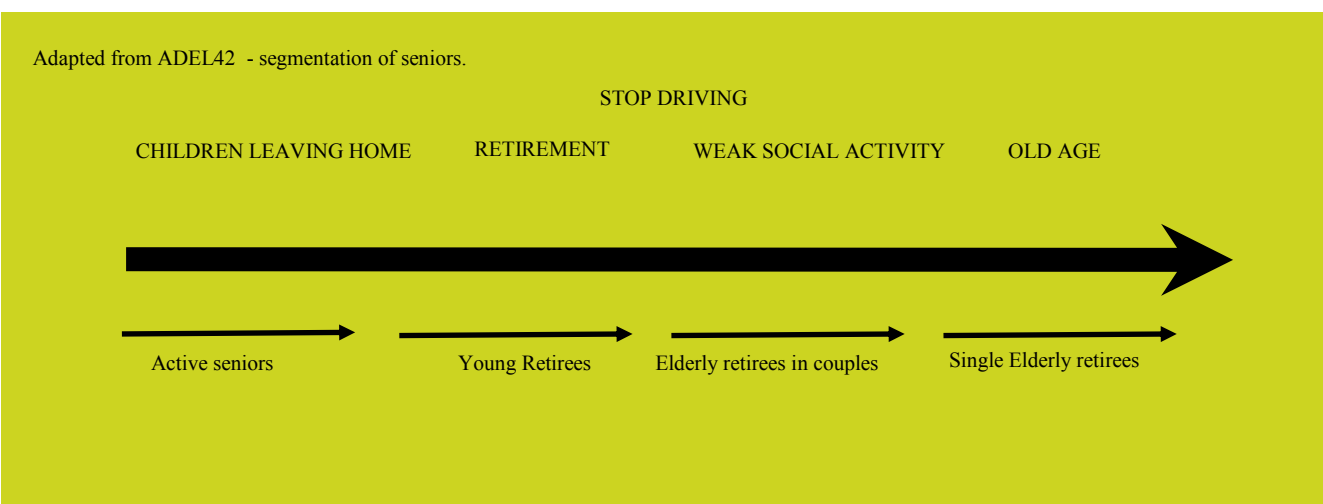 Adapted from ADEL42 - segmentation of seniors.
STOP DRIVING
CHILDREN LEAVING HOME RETIREMENT WEAK SOCIAL ACTIVITY OLD AGE
Active seniors Young Retirees Elderly retirees in couples Single Elderly retirees